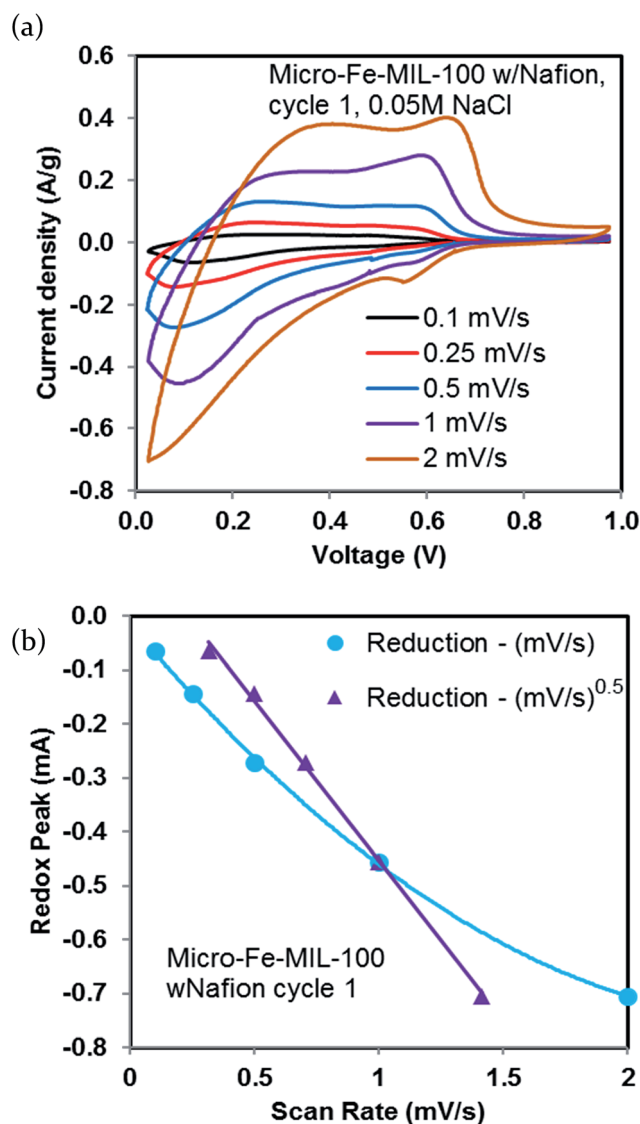 (a)
0.6
0.4
0.2
0.0
-0.2
-0.4
-0.6
-0.8
Current density (A/g)
Micro-Fe-MIL-100 w/Nafion,
cycle 1, 0.05M NaCl
0.1 mV/s
0.25 mV/s
0.5 mV/s
1 mV/s
2 mV/s
0.0 0.2 0.4 0.6 0.8 1.0
Voltage (V)
(b)
0.0
-0.1
-0.2
-0.3
-0.4
-0.5
-0.6
-0.7
-0.8
Redox Peak (mA)
Reduction - (mV/s)
Reduction - (mV/s)^0.5
Micro-Fe-MIL-100
wNafion cycle 1
0 0.5 1 1.5 2
Scan Rate (mV/s)